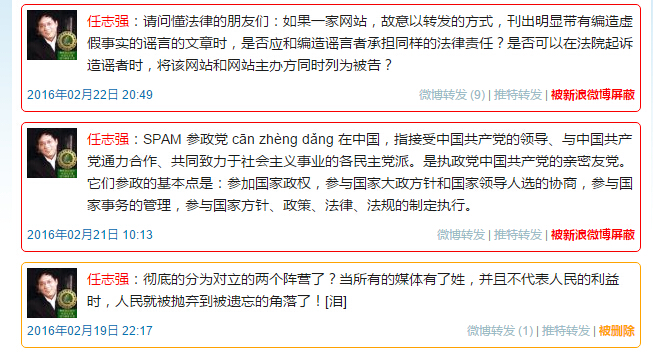 任志强：请问懂法律的朋友们：如果一家网站，故意以转发的方式，刊出明显带有编造虚
假事实的谣言的文章时，是否应和编造谣言者承担同样的法律责任？是否可以在法院起诉
造谣者时，将该网站和网站主办方同时列为被告？
2016年02月22日 20:49 微博转发 (9) | 推特转发 | 被新浪微博屏蔽
任志强：SPAM 参政党 cān zhèng dǎng 在中国，指接受中国共产党的领导、与中国共产
党通力合作、共同致力于社会主义事业的各民主党派。是执政党中国共产党的亲密友党。
它们参政的基本点是：参加国家政权，参与国家大政方针和国家领导人选的协商，参与国
家事务的管理，参与国家方针、政策、法律、法规的制定执行。
2016年02月21日 10:13 微博转发 | 推特转发 | 被新浪微博屏蔽
任志强：彻底的分为对立的两个阵营了？当所有的媒体有了姓，并且不代表人民的利益
时，人民就被抛弃到被遗忘的角落了！[泪]
2016年02月19日 22:17 微博转发 (1) | 推特转发 | 被删除